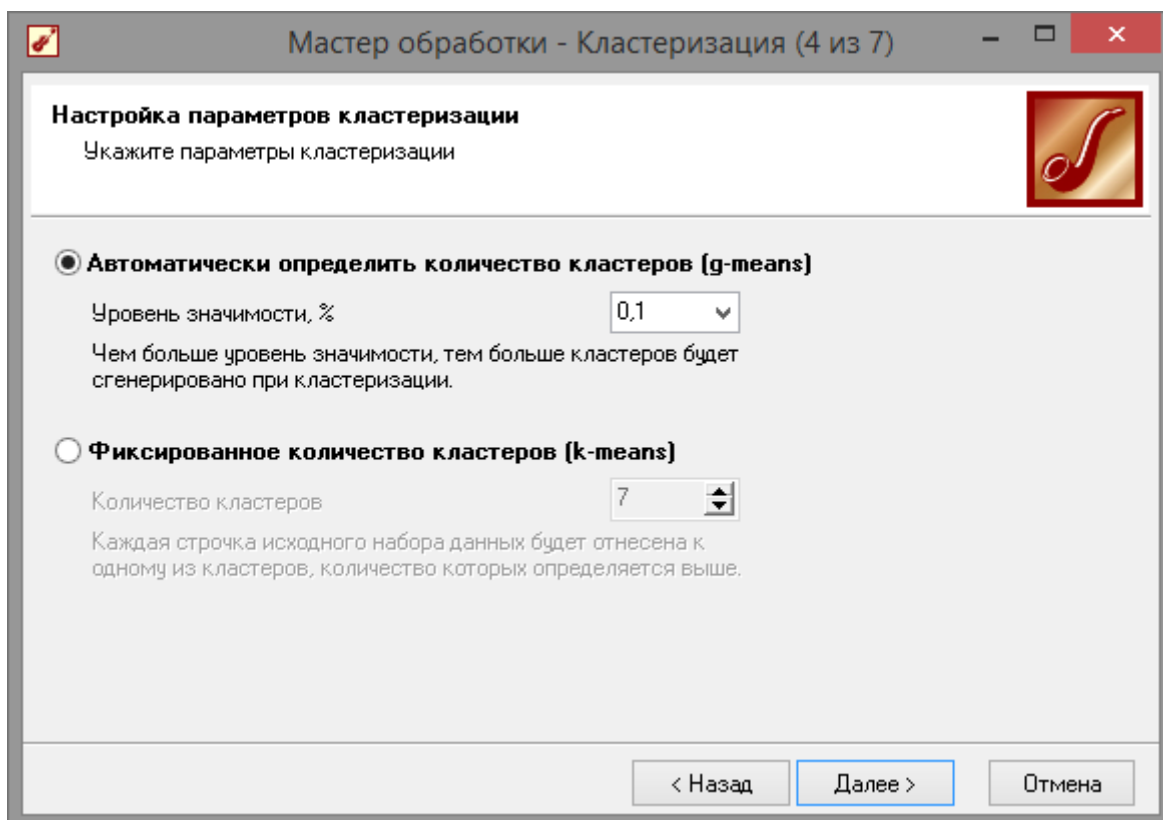 Мастер обработки - Кластеризация (4 из 7)
Настройка параметров кластеризации
Укажите параметры кластеризации
Автоматически определить количество кластеров (g-means)
Уровень значимости, % 0,1
Чем больше уровень значимости, тем больше кластеров будет
сгенерировано при кластеризации.
Фиксированное количество кластеров (k-means)
Количество кластеров 7
Каждая строчка исходного набора данных будет отнесена к
одному из кластеров, количество которых определяется выше.
< Назад Далее > Отмена